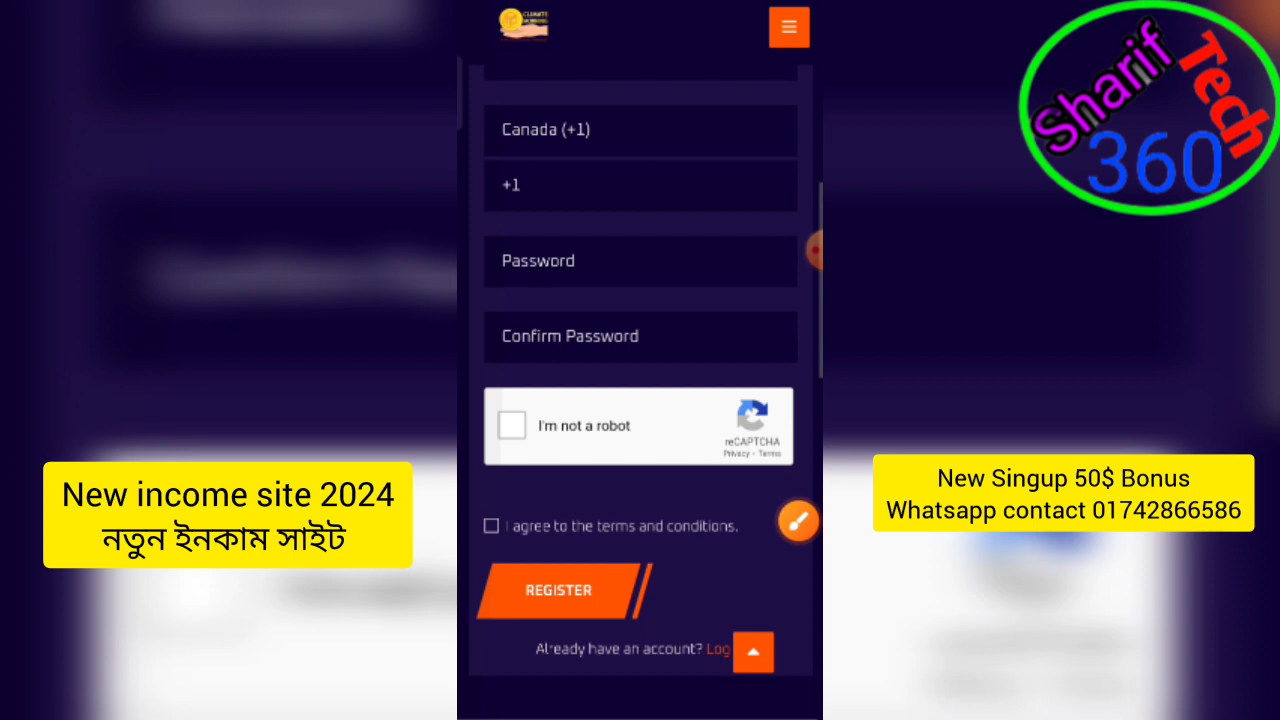 CLIMATE
Canada (+1)
+1
Password
Confirm Password
I'm not a robot
reCAPTCHA
Privacy - Terms
I agree to the terms and conditions.
REGISTER
Already have an account? Log
Sharif
Tech
360
New income site 2024
নতুন ইনকাম সাইট
New Singup 50$ Bonus
Whatsapp contact 01742866586